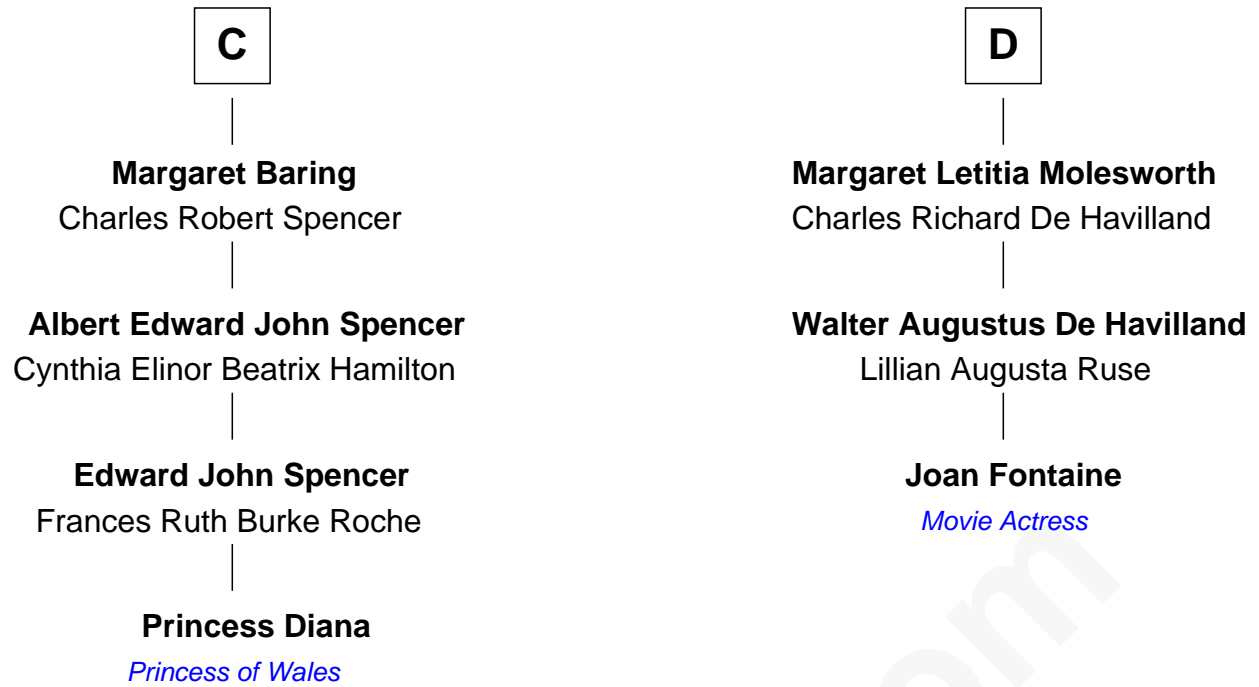 C
Margaret Baring
Charles Robert Spencer
Albert Edward John Spencer
Cynthia Elinor Beatrix Hamilton
Edward John Spencer
Frances Ruth Burke Roche
Princess Diana
Princess of Wales
D
Margaret Letitia Molesworth
Charles Richard De Havilland
Walter Augustus De Havilland
Lillian Augusta Ruse
Joan Fontaine
Movie Actress
om